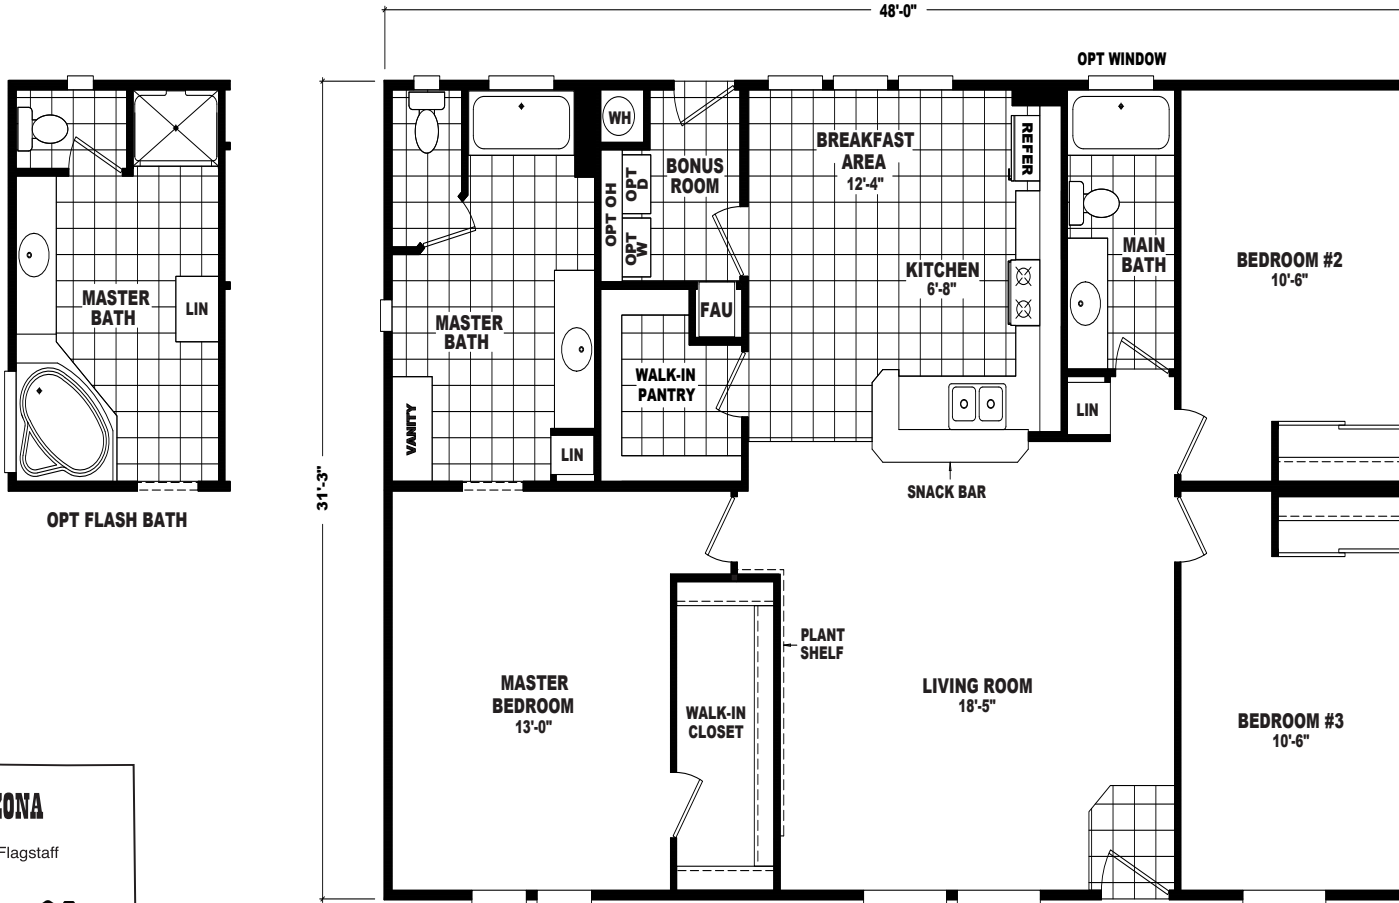 48'-0"
OPT WINDOW
WH
BONUS
ROOM
OPT OH
OPT
D
OPT
W
BREAKFAST
AREA
12'-4"
REFER
KITCHEN
6'-8"
MAIN
BATH
BEDROOM #2
10'-6"
MASTER
BATH
LIN
MASTER
BATH
FAU
WALK-IN
PANTRY
VANITY
LIN
LIN
SNACK BAR
31'-3"
OPT FLASH BATH
PLANT
SHELF
MASTER
BEDROOM
13'-0"
WALK-IN
CLOSET
LIVING ROOM
18'-5"
BEDROOM #3
10'-6"
ZONA
Flagstaff